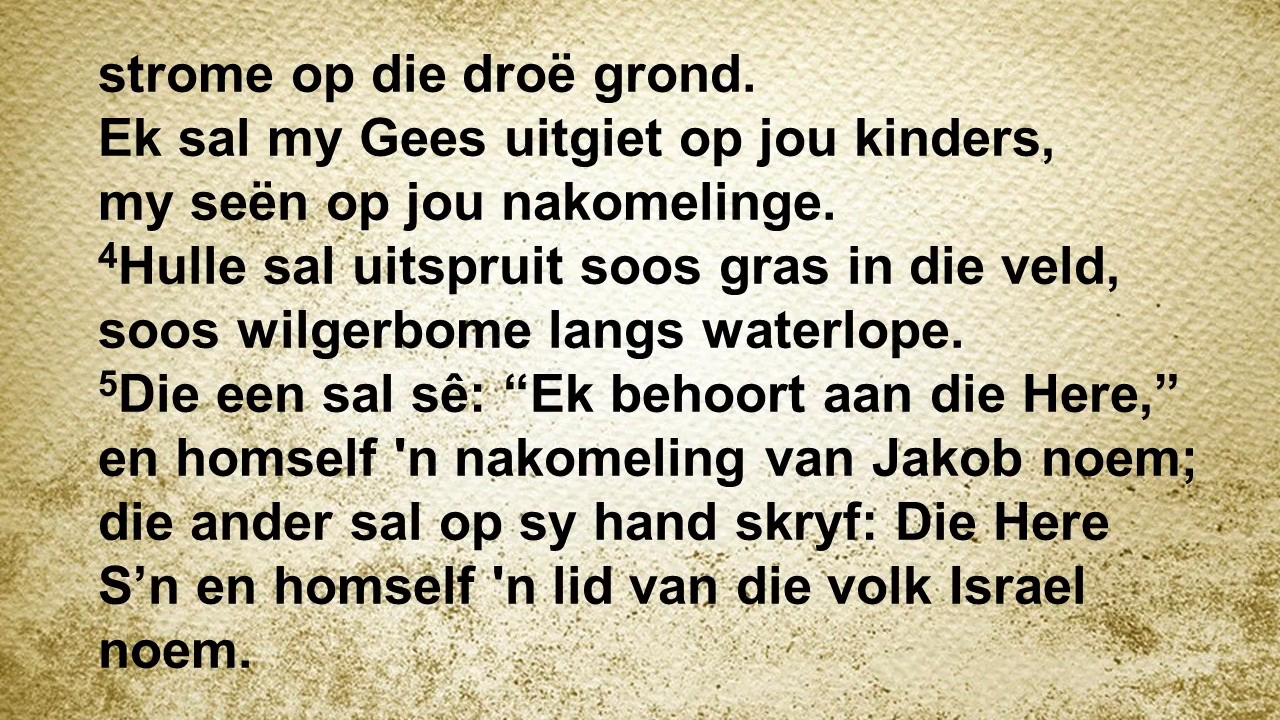 strome op die droë grond.
Ek sal my Gees uitgiet op jou kinders,
my seën op jou nakomelinge.
⁴Hulle sal uitspruit soos gras in die veld,
soos wilgerbome langs waterlope.
⁵Die een sal sê: “Ek behoort aan die Here,”
en homself 'n nakomeling van Jakob noem;
die ander sal op sy hand skryf: Die Here
S’n en homself 'n lid van die volk Israel
noem.